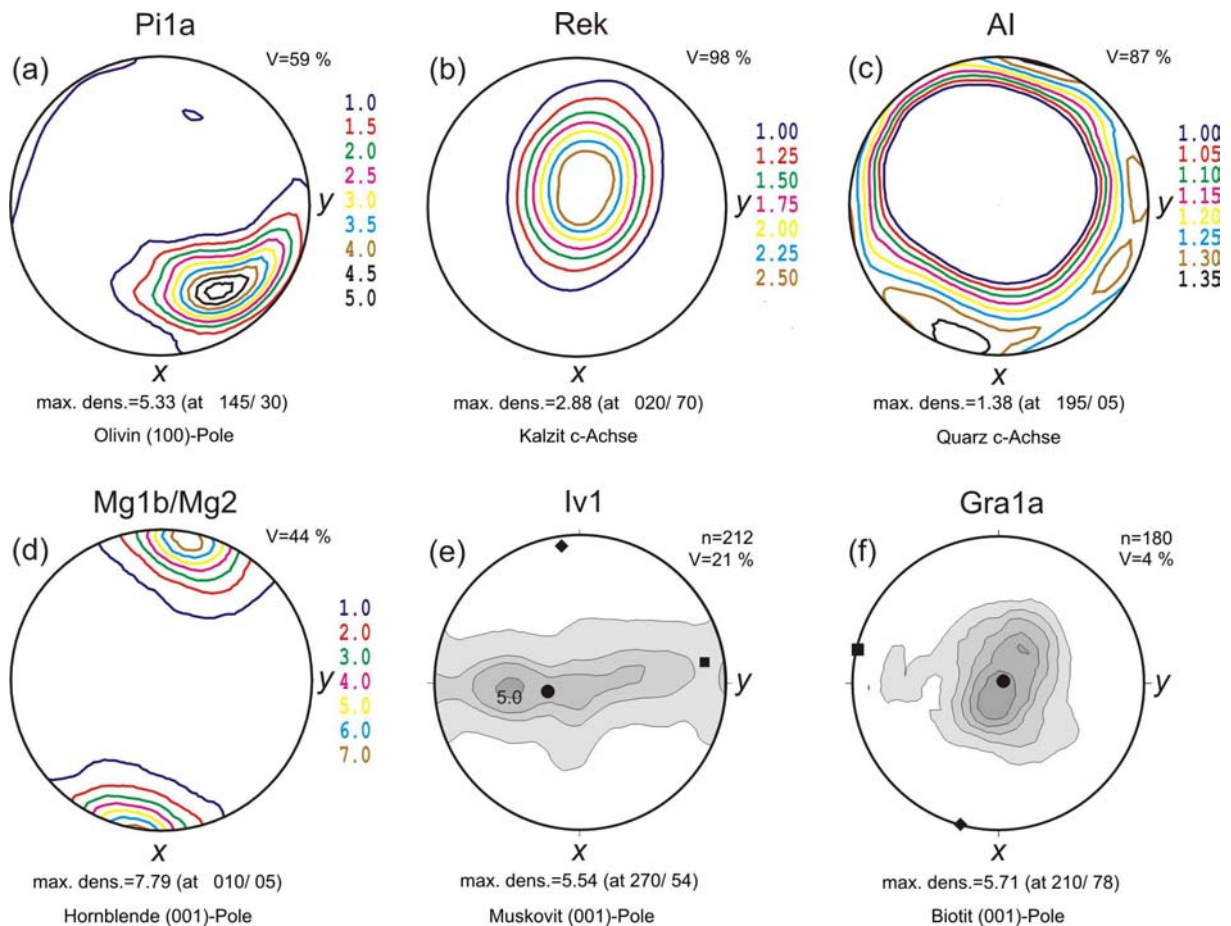 Pi1a
(a)
V=59 %
1.0
1.5
2.0
2.5
3.0
3.5
4.0
4.5
5.0
y
x
max. dens.=5.33 (at 145/ 30)
Olivin (100)-Pole
Rek
(b)
V=98 %
1.00
1.25
1.50
1.75
2.00
2.25
2.50
y
x
max. dens.=2.88 (at 020/ 70)
Kalzit c-Achse
Al
(c)
V=87 %
1.00
1.05
1.10
1.15
1.20
1.25
1.30
1.35
y
x
max. dens.=1.38 (at 195/ 05)
Quarz c-Achse
Mg1b/Mg2
(d)
V=44 %
1.0
2.0
3.0
4.0
5.0
6.0
7.0
y
x
max. dens.=7.79 (at 010/ 05)
Hornblende (001)-Pole
Iv1
(e)
n=212
V=21 %
5.0
y
x
max. dens.=5.54 (at 270/ 54)
Muskovit (001)-Pole
Gra1a
(f)
n=180
V=4 %
y
x
max. dens.=5.71 (at 210/ 78)
Biotit (001)-Pole